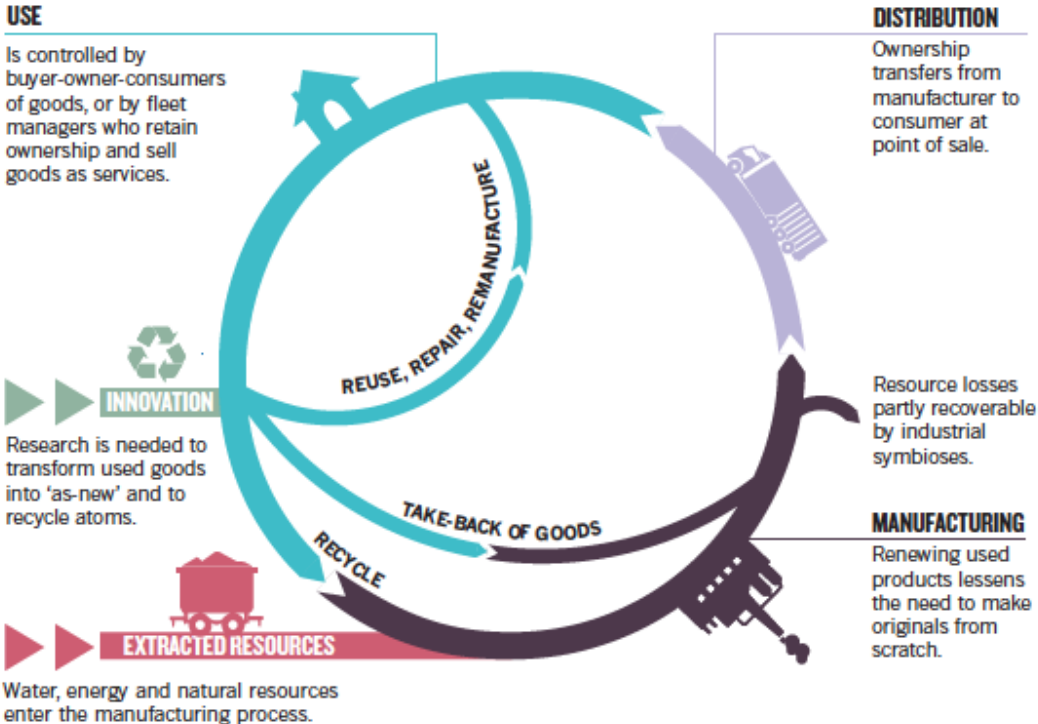 USE
Is controlled by
buyer-owner-consumers
of goods, or by fleet
managers who retain
ownership and sell
goods as services.
DISTRIBUTION
Ownership
transfers from
manufacturer to
consumer at
point of sale.
REUSE, REPAIR, REMANUFACTURE
INNOVATION
Research is needed to
transform used goods
into ‘as-new’ and to
recycle atoms.
Resource losses
partly recoverable
by industrial
symbioses.
TAKE-BACK OF GOODS
RECYCLE
MANUFACTURING
Renewing used
products lessens
the need to make
originals from
scratch.
EXTRACTED RESOURCES
Water, energy and natural resources
enter the manufacturing process.